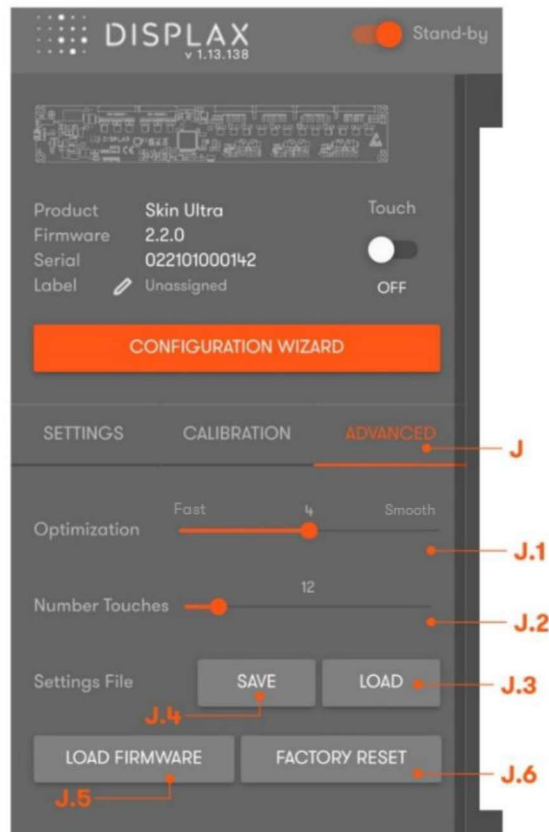 DISPLAX
v 1.13.138
Stand-by
Product Skin Ultra
Touch
Firmware 2.2.0
Serial 022101000142
Label Unassigned
OFF
CONFIGURATION WIZARD
SETTINGS CALIBRATION ADVANCED
J
Fast 4 Smooth
Optimization
J.1
12
Number Touches
J.2
Settings File SAVE LOAD
J.3
J.4
LOAD FIRMWARE FACTORY RESET
J.5
J.6